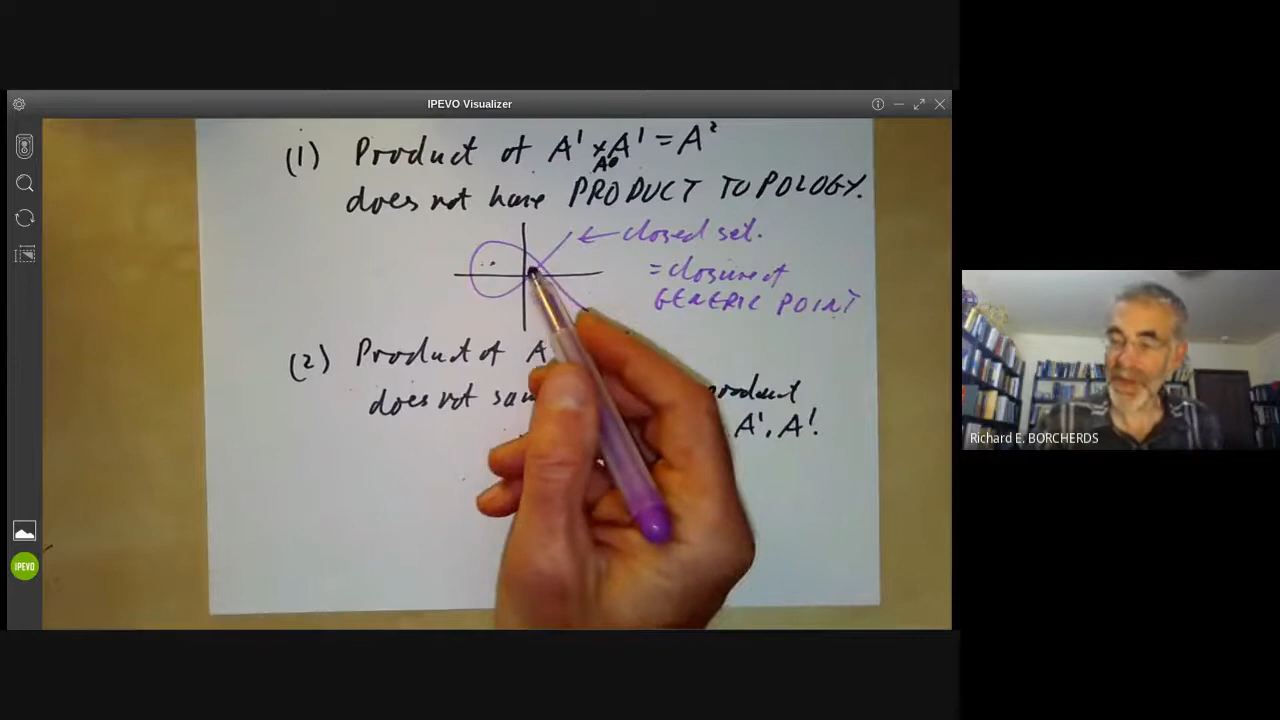 IPEVO Visualizer
(1) Product of A¹ ×A⁰ A¹ = A²
does not have PRODUCT TOPOLOGY.
← closed set.
= closure of
GENERIC POINT
(2) Product of A
does not product
A¹, A¹.
Richard E. BORCHERDS
IPEVO